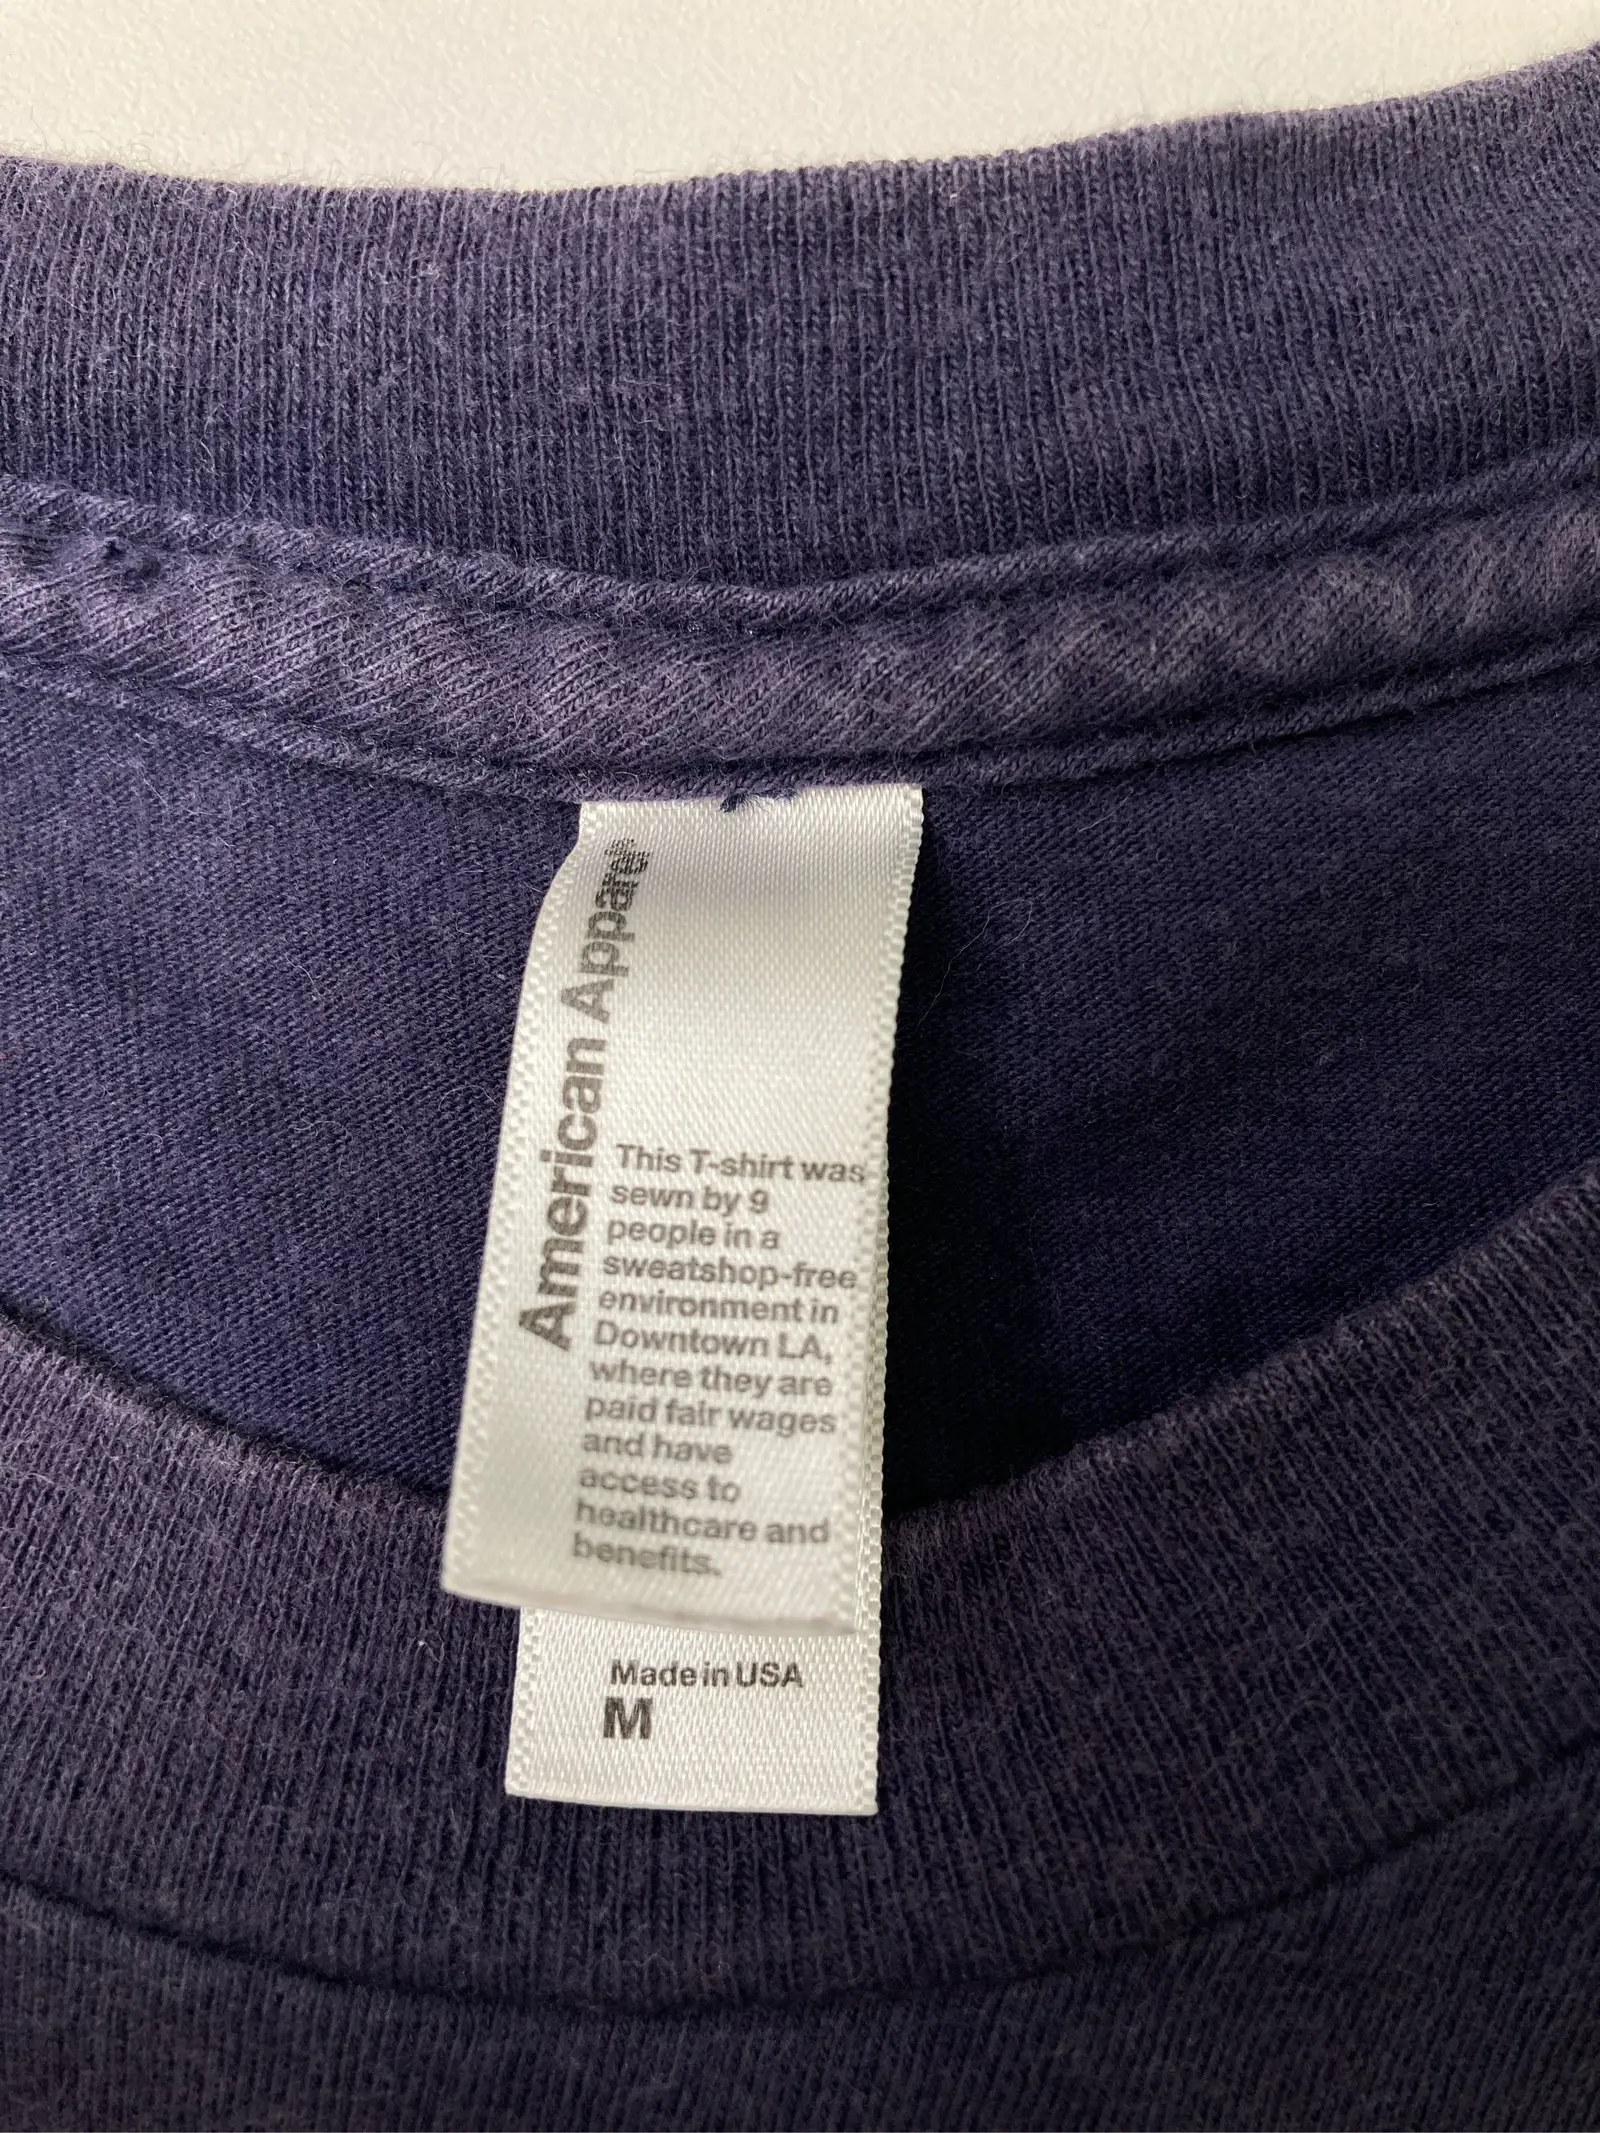 American Apparel®
This T-shirt was
sewn by 9
people in a
sweatshop-free
environment in
Downtown LA,
where they are
paid fair wages
and have
access to
healthcare and
benefits.
Made in USA
M